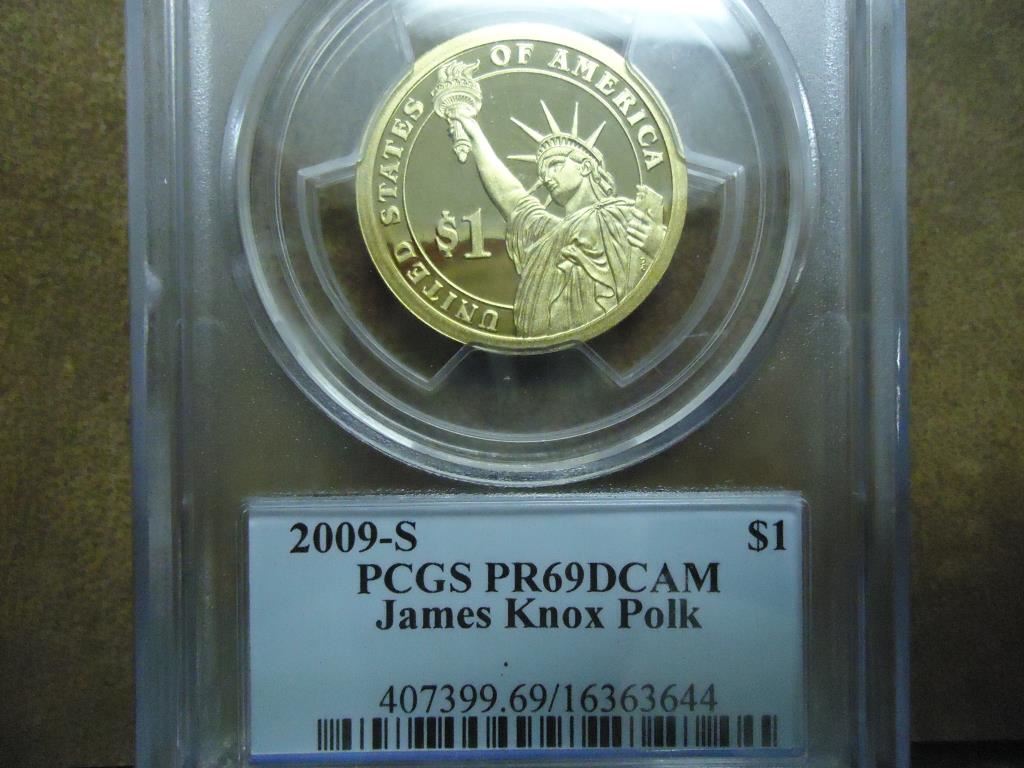 UNITED STATES OF AMERICA
$1
2009-S $1
PCGS PR69DCAM
James Knox Polk
407399.69/16363644